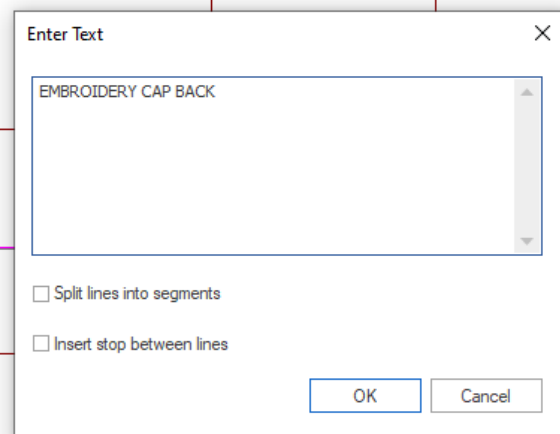 Enter Text
EMBROIDERY CAP BACK
Split lines into segments
Insert stop between lines
OK
Cancel